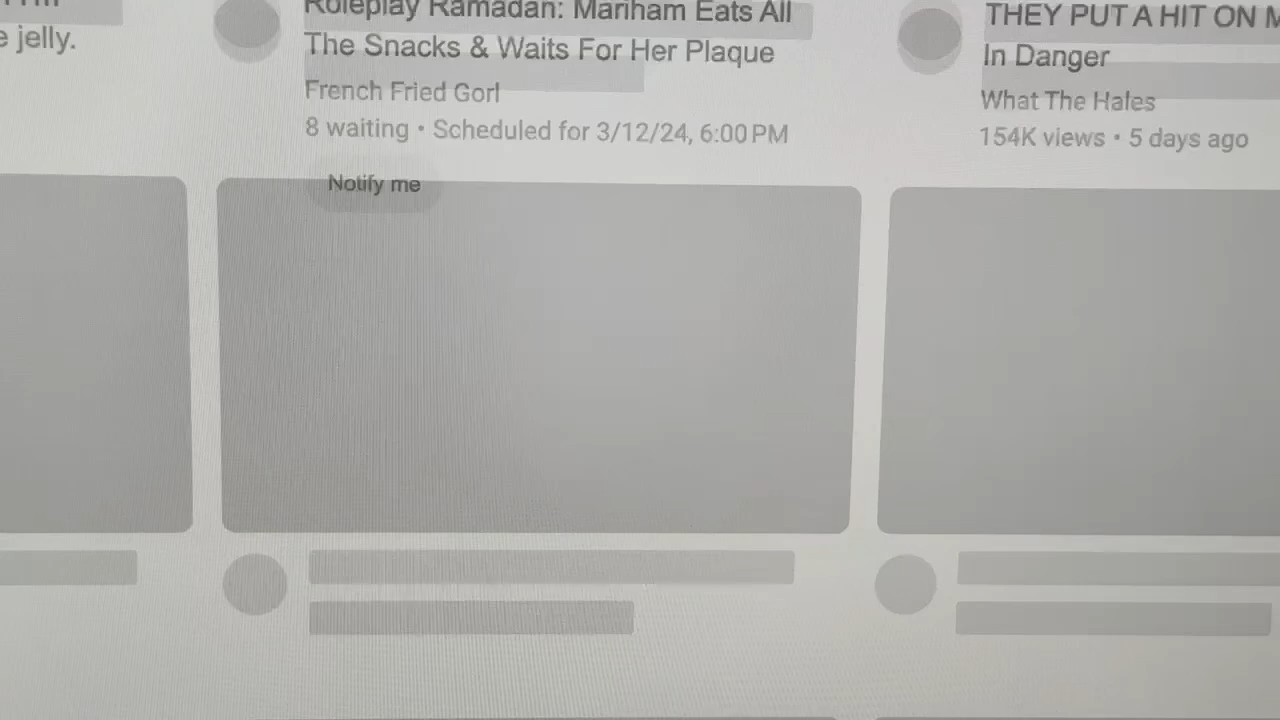 e jelly.
Roleplay Ramadan: Mariham Eats All
The Snacks & Waits For Her Plaque
French Fried Gorl
8 waiting • Scheduled for 3/12/24, 6:00 PM
Notify me
THEY PUT A HIT ON M
In Danger
What The Hales
154K views • 5 days ago